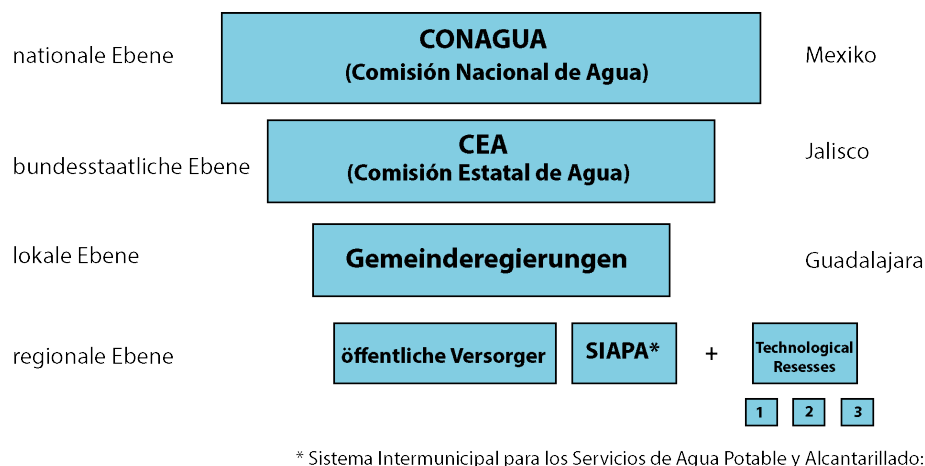 nationale Ebene
CONAGUA
(Comisión Nacional de Agua)
Mexiko
bundesstaatliche Ebene
CEA
(Comisión Estatal de Agua)
Jalisco
lokale Ebene
Gemeinderegierungen
Guadalajara
regionale Ebene
öffentliche Versorger
SIAPA*
+
Technological
Resesses
1
2
3
* Sistema Intermunicipal para los Servicios de Agua Potable y Alcantarillado: